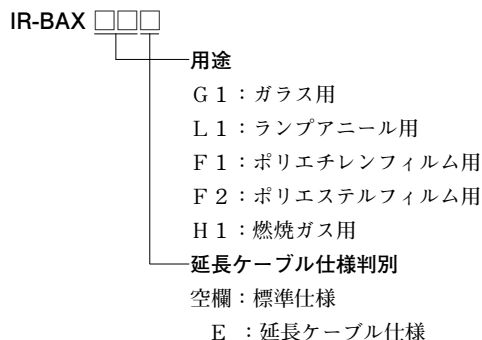 IR-BAX □□□
用途
Ｇ１：ガラス用
Ｌ１：ランプアニール用
Ｆ１：ポリエチレンフィルム用
Ｆ２：ポリエステルフィルム用
Ｈ１：燃焼ガス用
延長ケーブル仕様判別
空欄：標準仕様
Ｅ　：延長ケーブル仕様